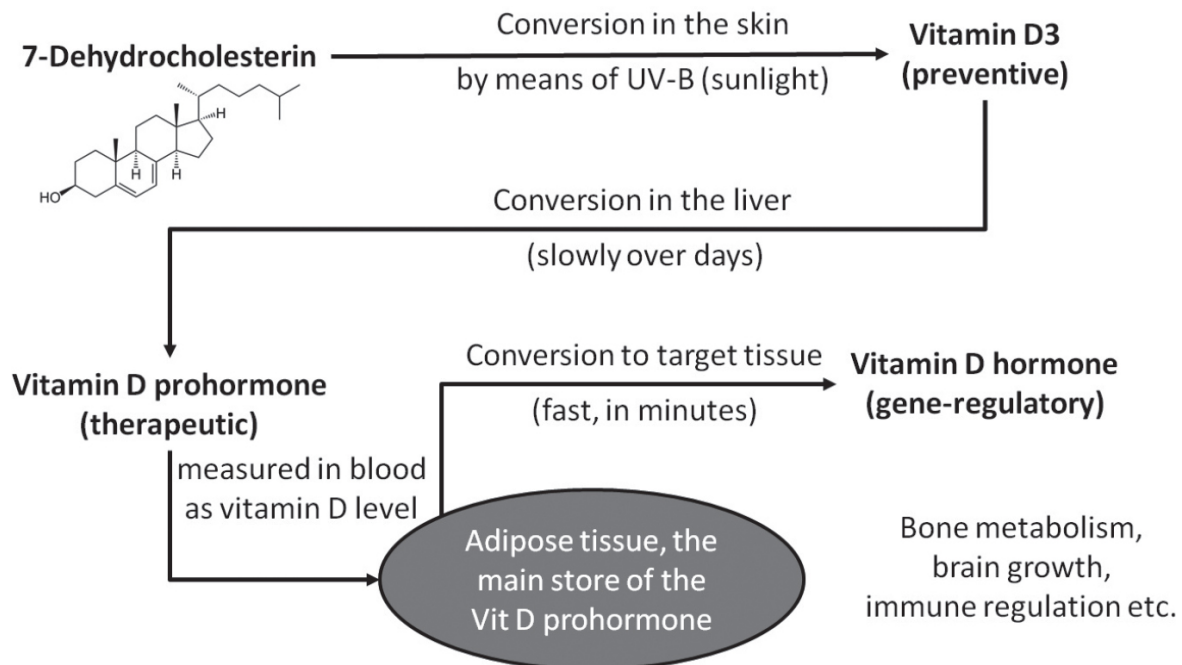 7-Dehydrocholesterin
Conversion in the skin
by means of UV-B (sunlight)
Vitamin D3
(preventive)
H
H
H
HO
Conversion in the liver
(slowly over days)
Vitamin D prohormone
(therapeutic)
Conversion to target tissue
(fast, in minutes)
Vitamin D hormone
(gene-regulatory)
measured in blood
as vitamin D level
Adipose tissue, the
main store of the
Vit D prohormone
Bone metabolism,
brain growth,
immune regulation etc.